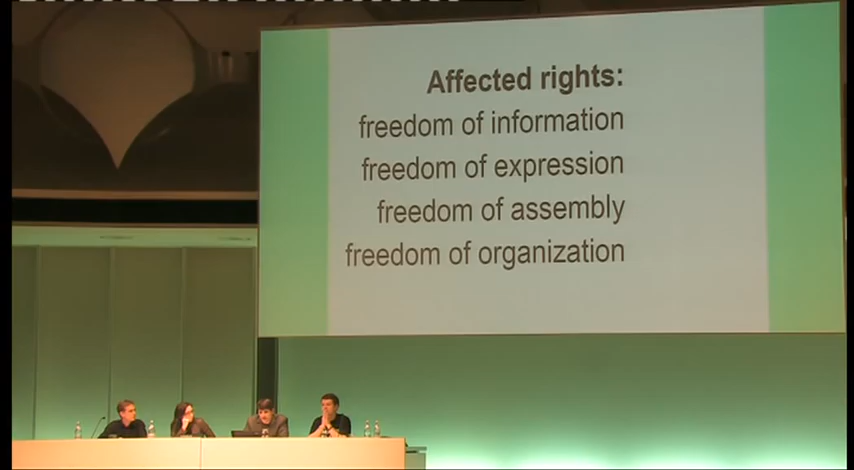 Affected rights:
freedom of information
freedom of expression
freedom of assembly
freedom of organization